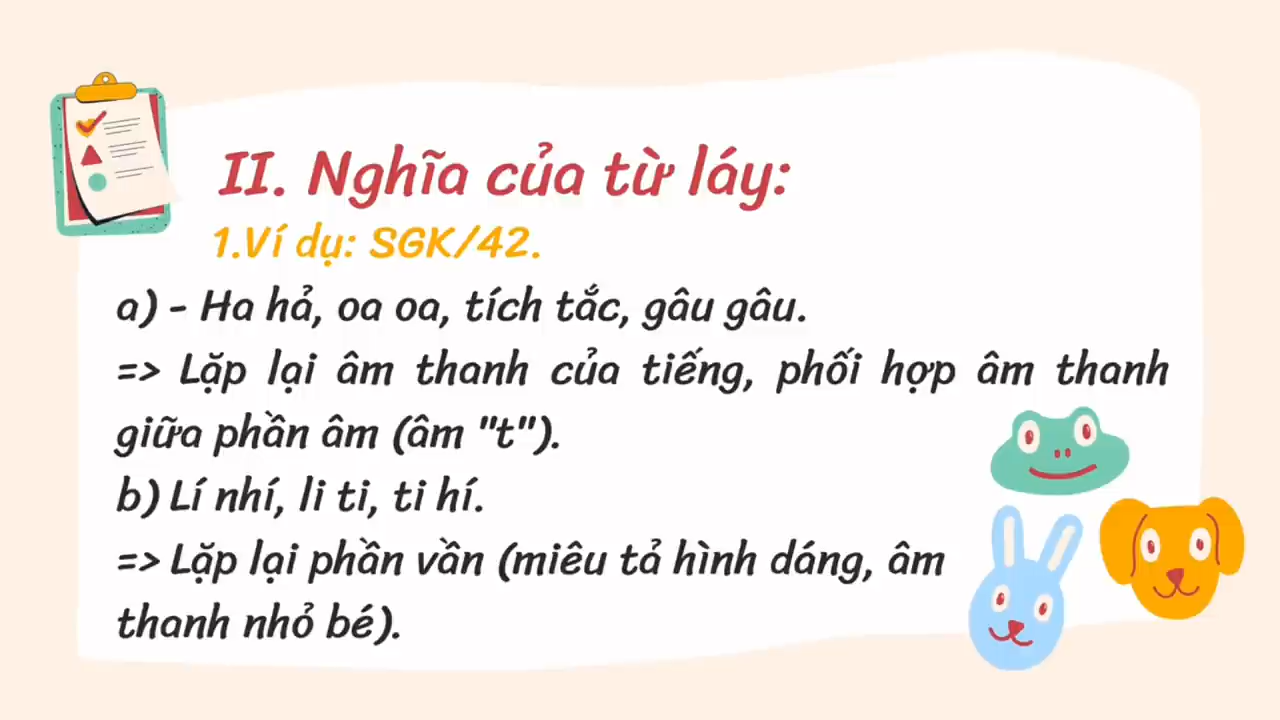 II. Nghĩa của từ láy:
1.Ví dụ: SGK/42.
a) - Ha hả, oa oa, tích tắc, gâu gâu.
=> Lặp lại âm thanh của tiếng, phối hợp âm thanh
giữa phần âm (âm "t").
b) Lí nhí, li ti, ti hí.
=> Lặp lại phần vần (miêu tả hình dáng, âm
thanh nhỏ bé).